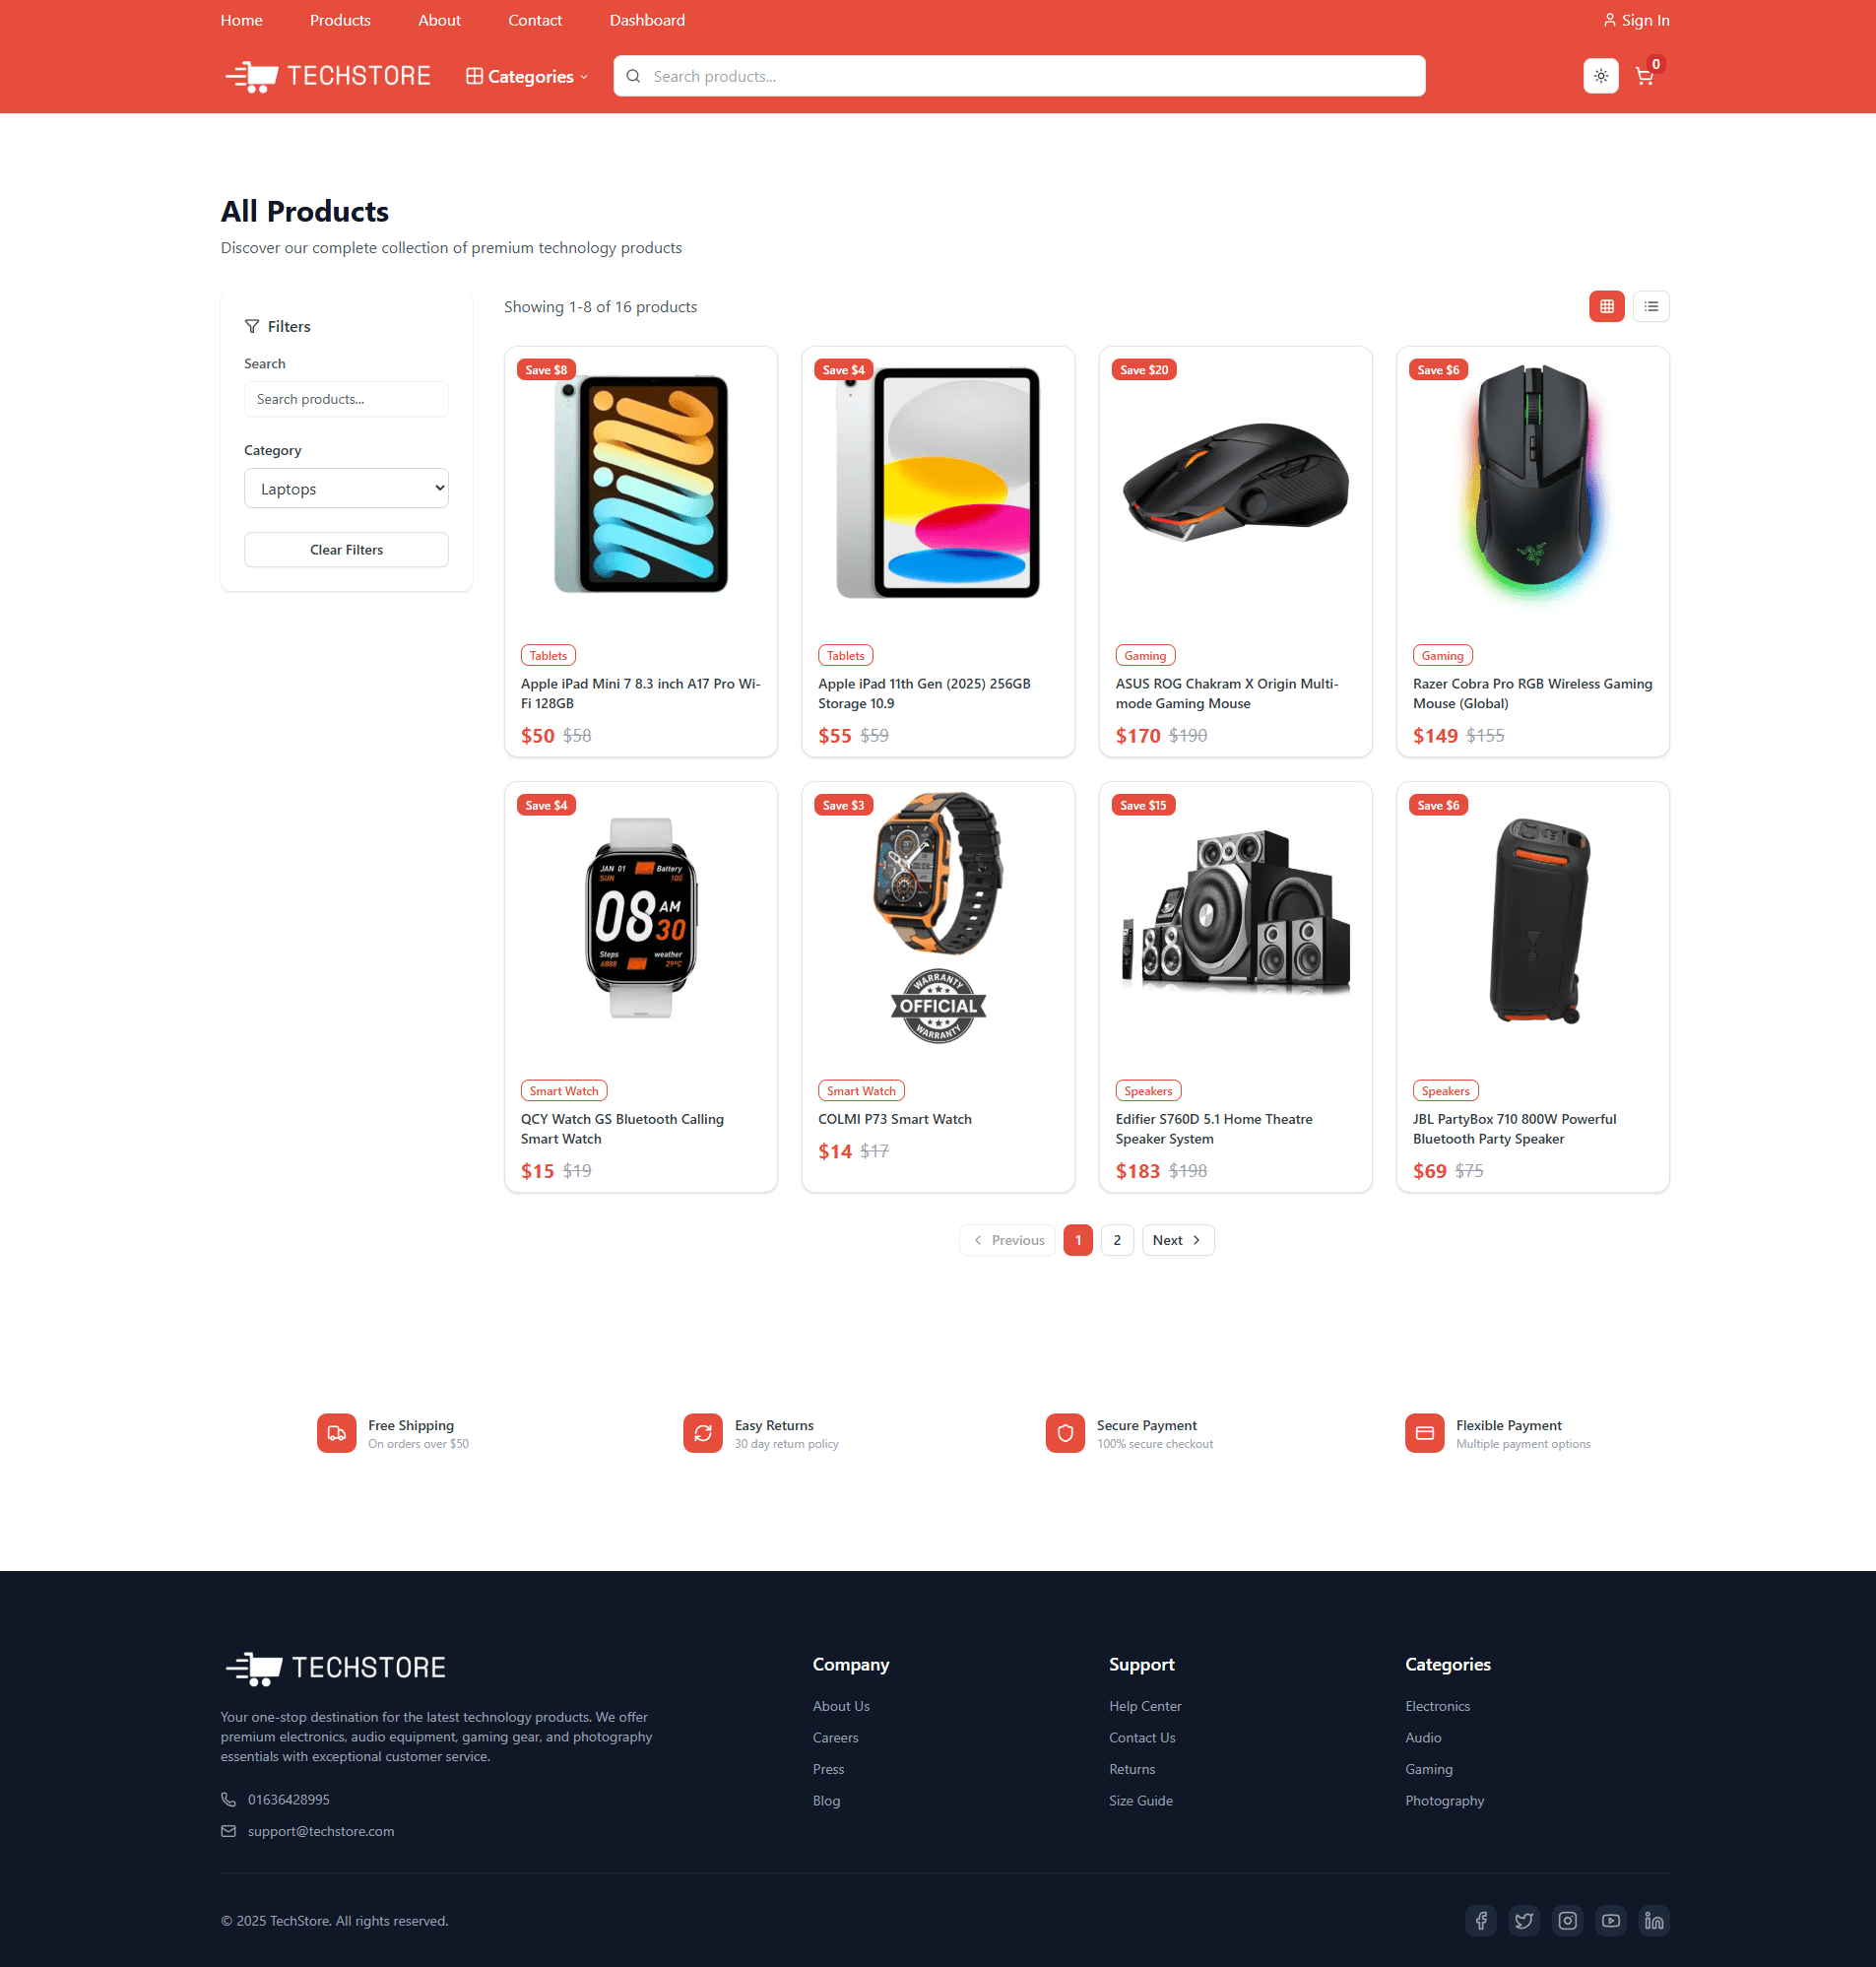 Home Products About Contact Dashboard Sign In
TECHSTORE Categories Search products... 0
All Products
Discover our complete collection of premium technology products
Filters
Search
Search products...
Category
Laptops
Clear Filters
Showing 1-8 of 16 products
Save $8
Tablets
Apple iPad Mini 7 8.3 inch A17 Pro Wi-
Fi 128GB
$50 $58
Save $4
Tablets
Apple iPad 11th Gen (2025) 256GB
Storage 10.9
$55 $59
Save $20
Gaming
ASUS ROG Chakram X Origin Multi-
mode Gaming Mouse
$170 $190
Save $6
Gaming
Razer Cobra Pro RGB Wireless Gaming
Mouse (Global)
$149 $155
Save $4
JAN 01 Battery
SUN 100
08 AM
30
Steps weather
6888 29°C
Smart Watch
QCY Watch GS Bluetooth Calling
Smart Watch
$15 $19
Save $3
WARRANTY
OFFICIAL
WARRANTY
Smart Watch
COLMI P73 Smart Watch
$14 $17
Save $15
Speakers
Edifier S760D 5.1 Home Theatre
Speaker System
$183 $198
Save $6
Speakers
JBL PartyBox 710 800W Powerful
Bluetooth Party Speaker
$69 $75
Previous 1 2 Next
Free Shipping
On orders over $50
Easy Returns
30 day return policy
Secure Payment
100% secure checkout
Flexible Payment
Multiple payment options
TECHSTORE
Your one-stop destination for the latest technology products. We offer
premium electronics, audio equipment, gaming gear, and photography
essentials with exceptional customer service.
01636428995
support@techstore.com
Company
About Us
Careers
Press
Blog
Support
Help Center
Contact Us
Returns
Size Guide
Categories
Electronics
Audio
Gaming
Photography
© 2025 TechStore. All rights reserved.